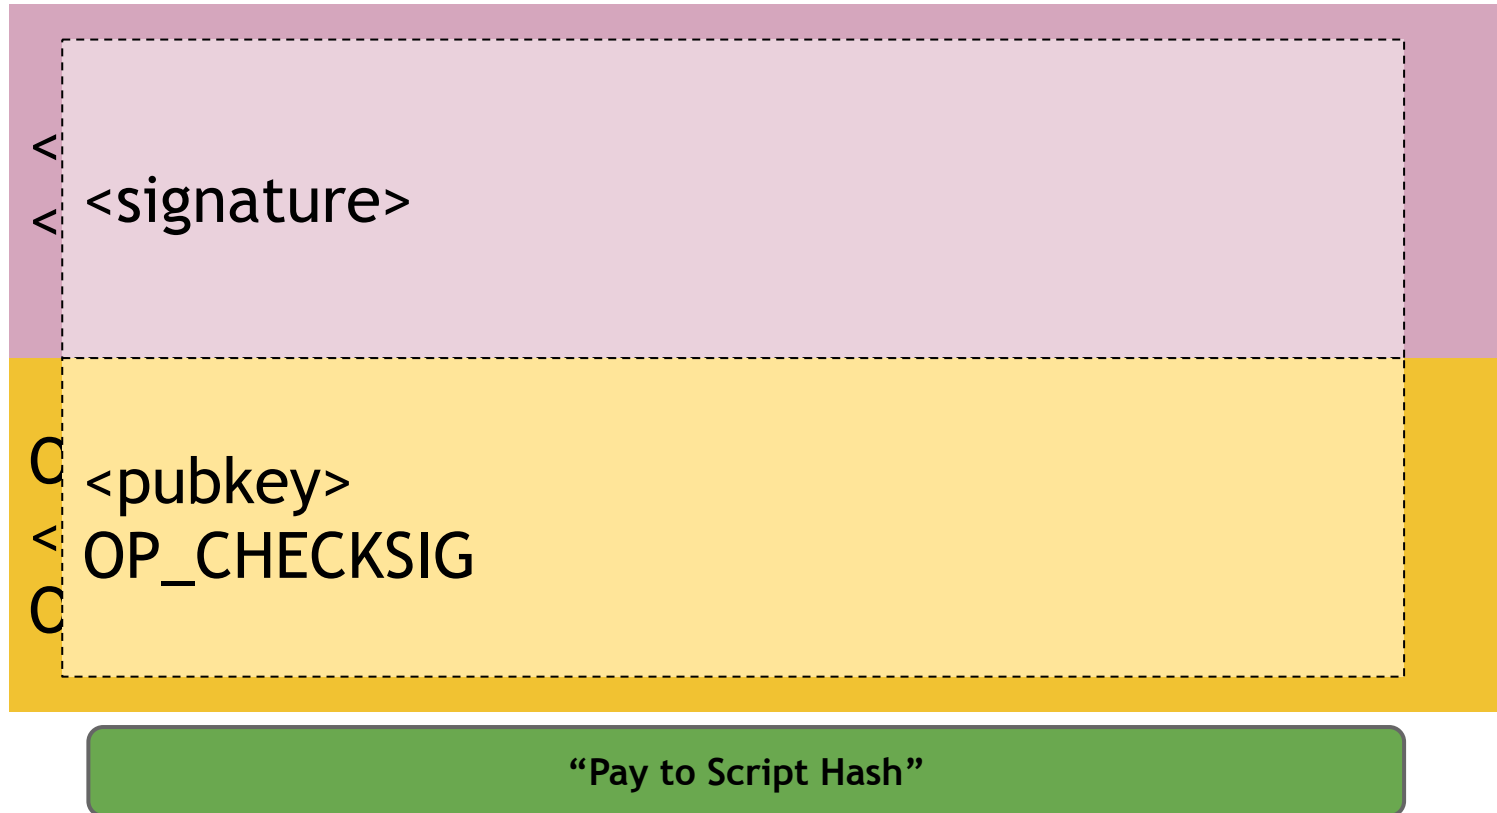 <
<signature>
<
<pubkey>
<
OP_CHECKSIG
“Pay to Script Hash”